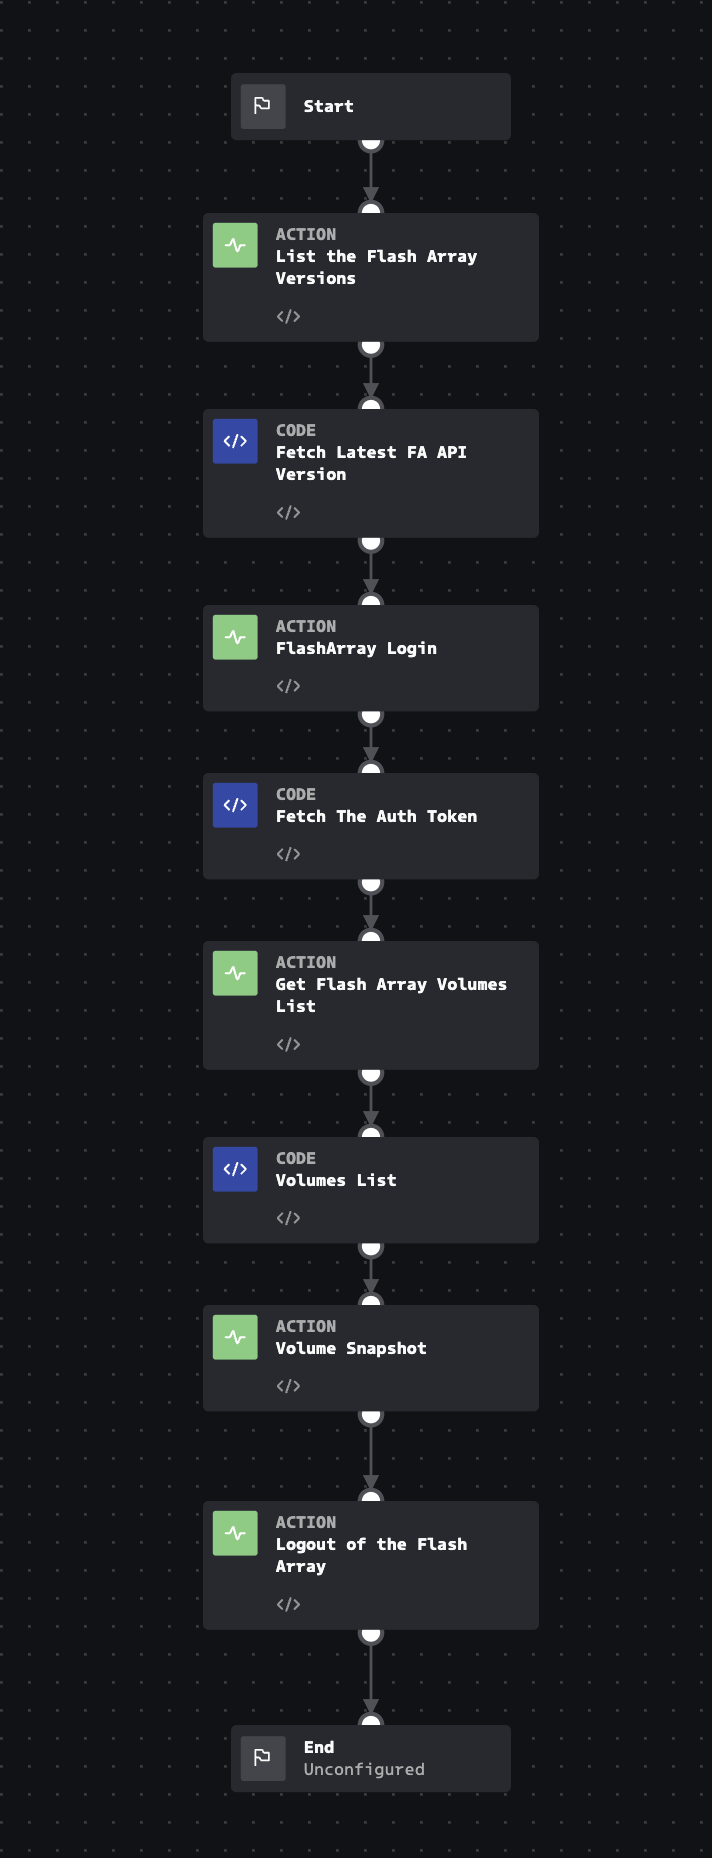 Start
ACTION
List the Flash Array
Versions
</>
CODE
</>
Fetch Latest FA API
Version
</>
ACTION
FlashArray Login
</>
CODE
</>
Fetch The Auth Token
</>
ACTION
Get Flash Array Volumes
List
</>
CODE
</>
Volumes List
</>
ACTION
Volume Snapshot
</>
ACTION
Logout of the Flash
Array
</>
End
Unconfigured